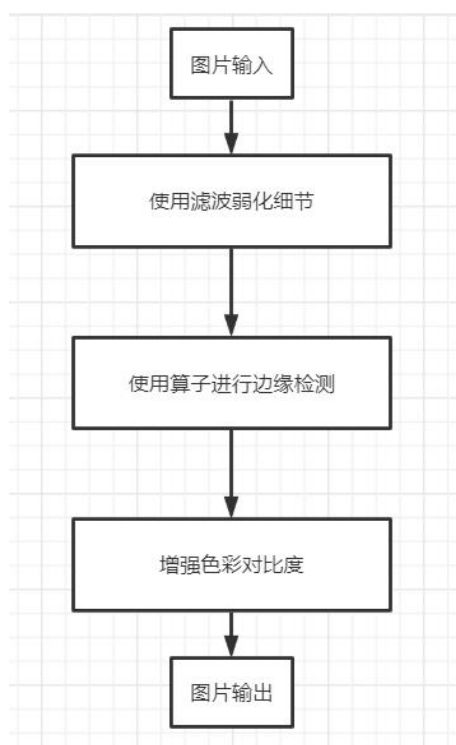 图片输入
使用滤波弱化细节
使用算子进行边缘检测
增强色彩对比度
图片输出